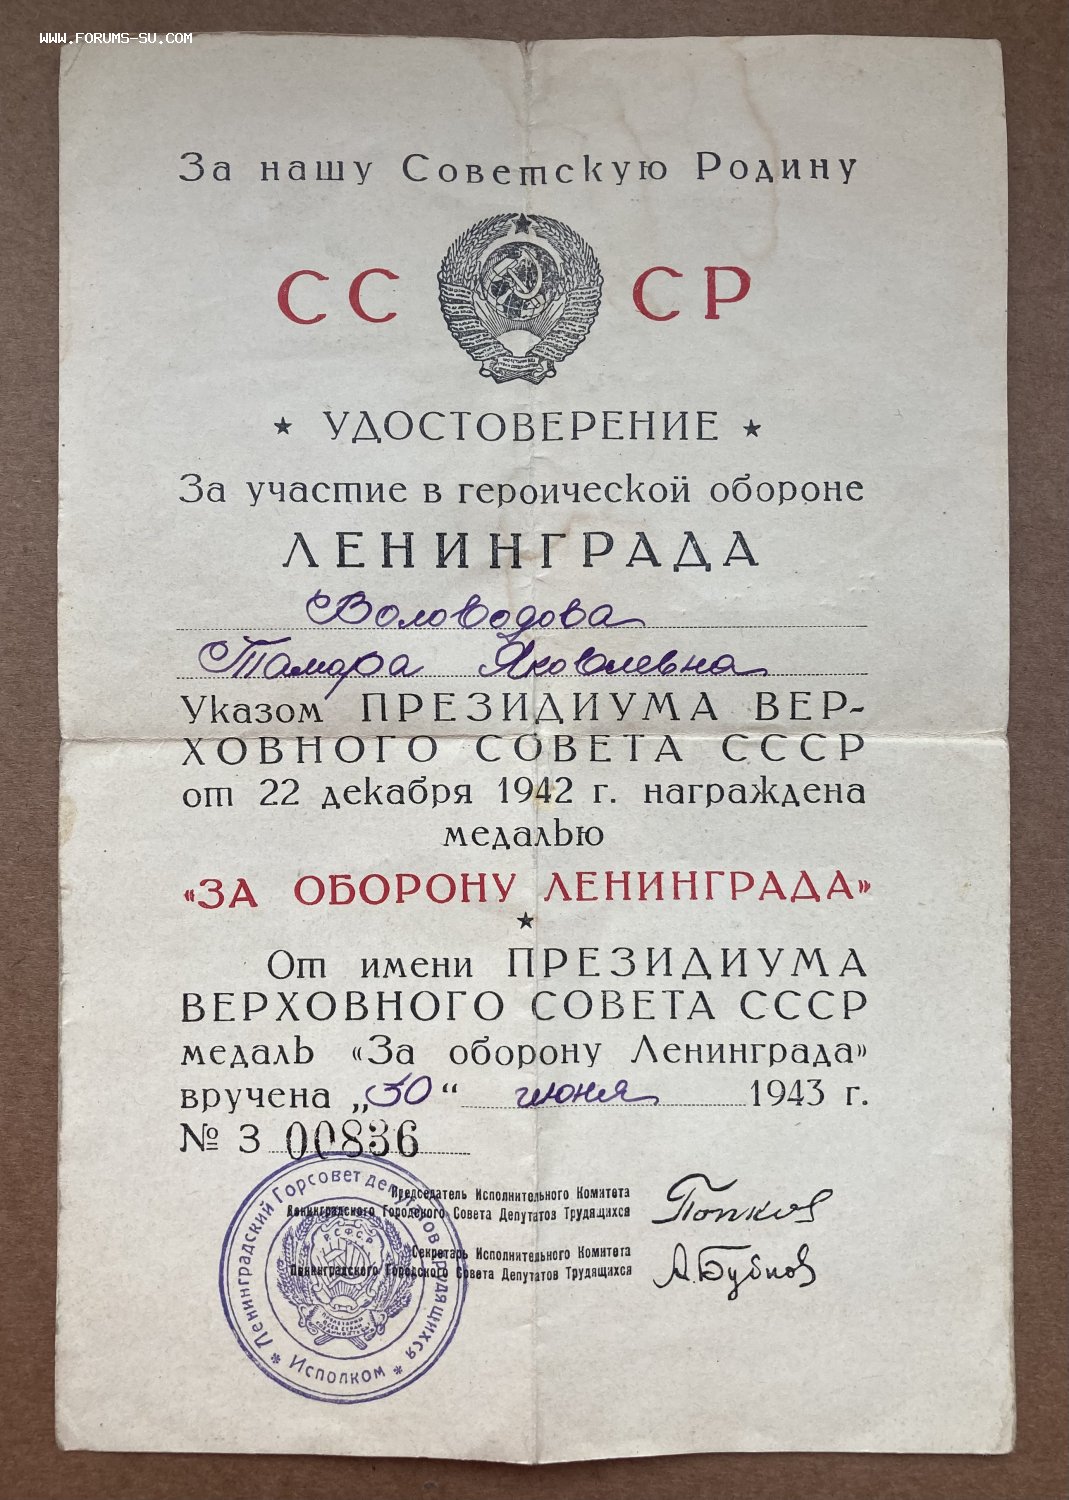 WWW.FORUMS-SU.COM
За нашу Советскую Родину
СС СР
★ УДОСТОВЕРЕНИЕ ★
За участие в героической обороне
ЛЕНИНГРАДА
Воловодова
Тамара Яковлевна
Указом ПРЕЗИДИУМА ВЕР-
ХОВНОГО СОВЕТА СССР
от 22 декабря 1942 г. награждена
медалью
«ЗА ОБОРОНУ ЛЕНИНГРАДА»
★
От имени ПРЕЗИДИУМА
ВЕРХОВНОГО СОВЕТА СССР
медаль «За оборону Ленинграда»
вручена „30“ июня 1943 г.
№ З 00836
Председатель Исполнительного Комитета
Ленинградского Городского Совета Депутатов Трудящихся
Попков
Секретарь Исполнительного Комитета
Ленинградского Городского Совета Депутатов Трудящихся
А.Бубнов
Ленинградский Горсовет депутатов трудящихся
* Исполком *
Р.С.Ф.С.Р.